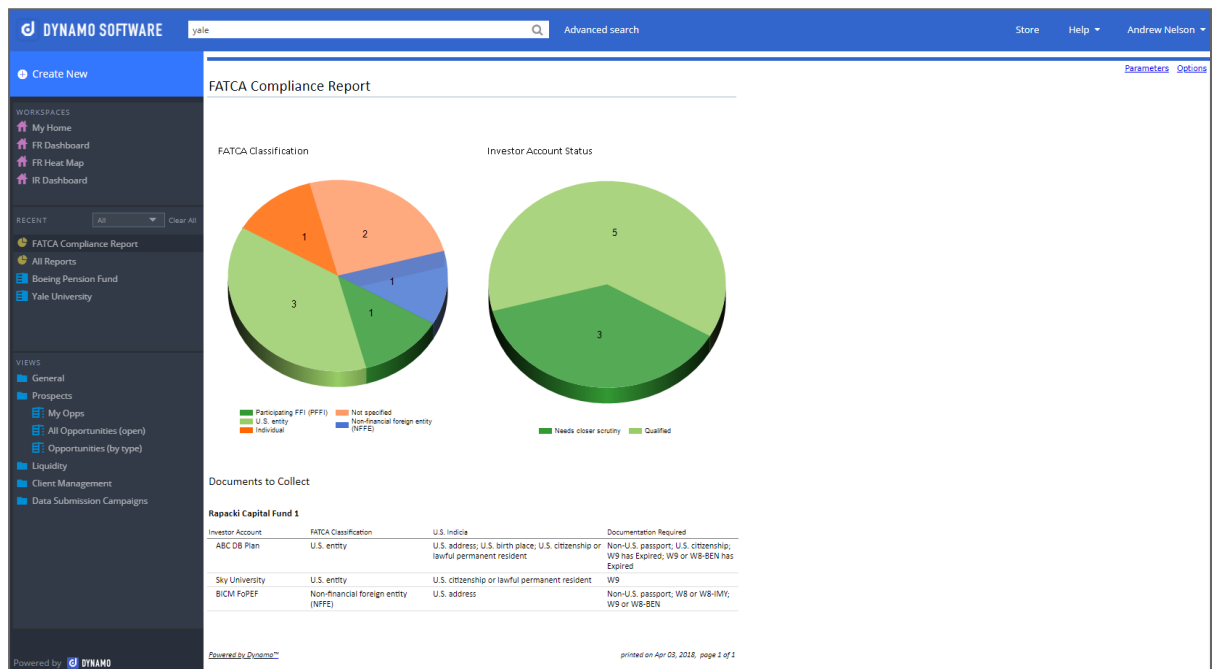 DYNAMO SOFTWARE
yale
Advanced search
Store
Help
Andrew Nelson
Create New
Parameters Options
FATCA Compliance Report
WORKSPACES
My Home
FR Dashboard
FR Heat Map
IR Dashboard
RECENT All Clear All
FATCA Compliance Report
All Reports
Boeing Pension Fund
Yale University
VIEWS
General
Prospects
My Opps
All Opportunities (open)
Opportunities (by type)
Liquidity
Client Management
Data Submission Campaigns
Powered by DYNAMO
FATCA Classification
1
2
1
3
1
Participating FFI (PFFI) Not specified
U.S. entity Non-financial foreign entity
Individual (NFFE)
Investor Account Status
5
3
Needs closer scrutiny Qualified
Documents to Collect
Rapacki Capital Fund 1
Investor Account FATCA Classification U.S. Indicia Documentation Required
ABC DB Plan U.S. entity U.S. address; U.S. birth place; U.S. citizenship or Non-U.S. passport; U.S. citizenship;
lawful permanent resident W9 has Expired; W9 or W8-BEN has
Expired
Sky University U.S. entity U.S. citizenship or lawful permanent resident W9
BICM FoPEF Non-financial foreign entity U.S. address Non-U.S. passport; W8 or W8-IMY;
(NFFE) W9 or W8-BEN
Powered by Dynamo™ printed on Apr 03, 2018, page 1 of 1